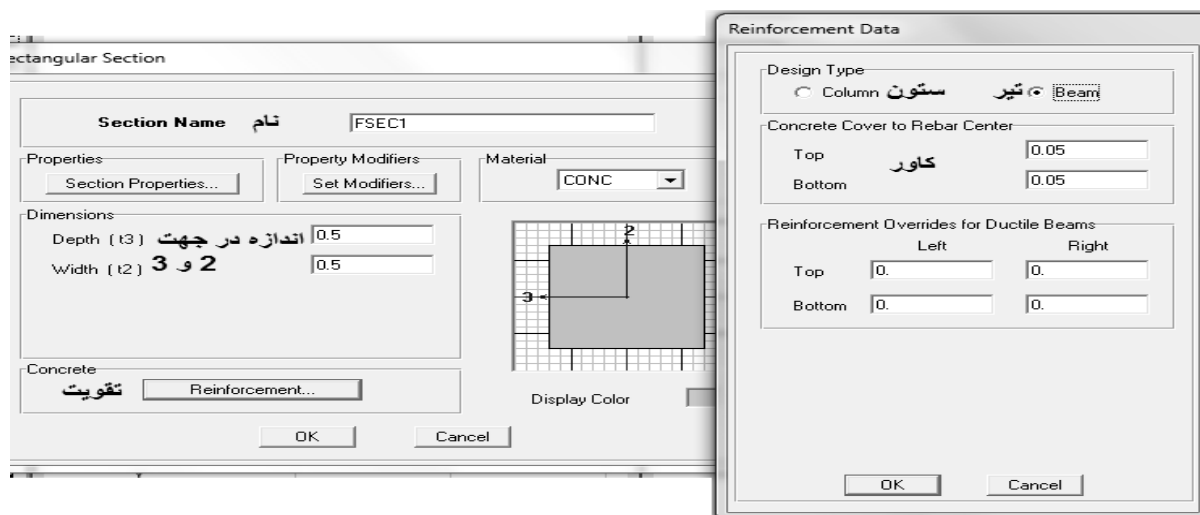 ectangular Section
Section Name نام FSEC1
Properties
Section Properties...
Property Modifiers
Set Modifiers...
Material
CONC
Dimensions
Depth (t3) اندازه در جهت 0.5
Width (t2) 2 و 3 0.5
2
3
Concrete
تقویت Reinforcement...
Display Color
OK Cancel
Reinforcement Data
Design Type
Column ستون تیر Beam
Concrete Cover to Rebar Center
Top کاور 0.05
Bottom 0.05
Reinforcement Overrides for Ductile Beams
Left Right
Top 0. 0.
Bottom 0. 0.
OK Cancel